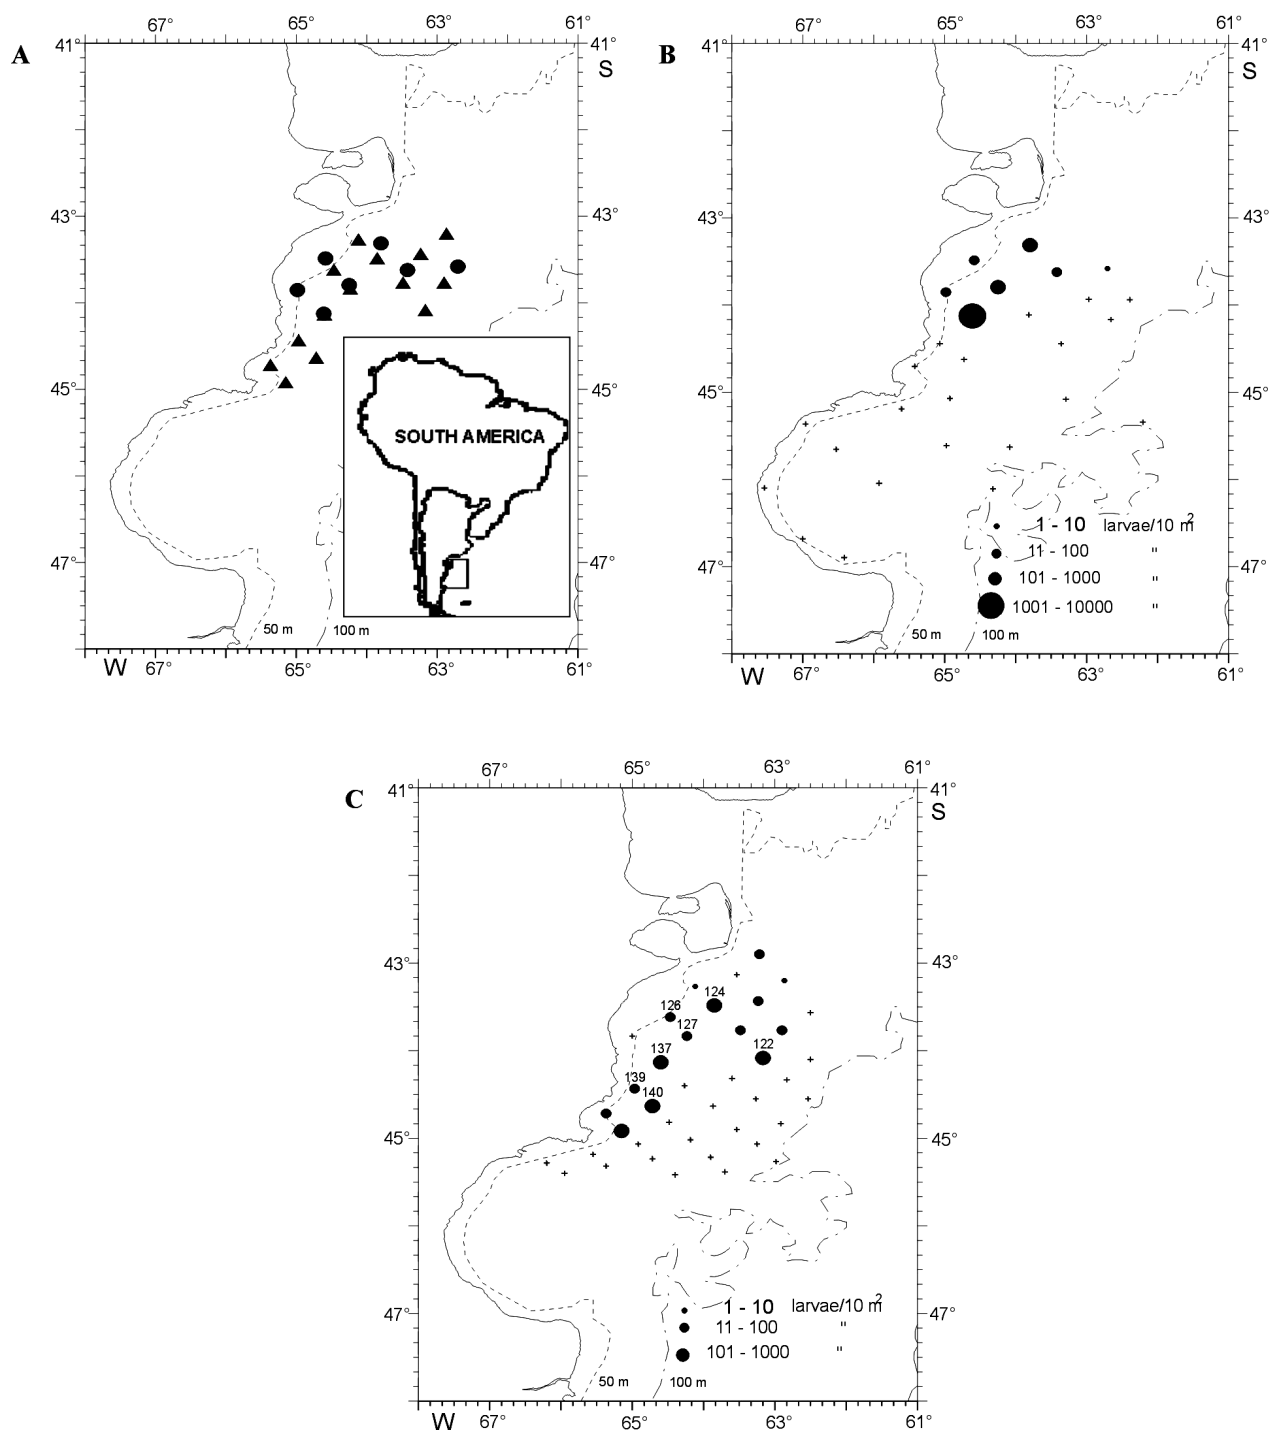 A
67° 65° 63° 61°
41° 41°
S
43° 43°
45° 45°
SOUTH AMERICA
47° 47°
50 m 100 m
W 67° 65° 63° 61°
B
67° 65° 63° 61°
41° 41°
S
43° 43°
45° 45°
1 - 10 larvae/10 m2
11 - 100 "
47° 47°
101 - 1000 "
1001 - 10000 "
50 m 100 m
W 67° 65° 63° 61°
C
67° 65° 63° 61°
41° 41°
S
43° 43°
124
126
127
137 122
139
140
45° 45°
1 - 10 larvae/10 m2
47° 47°
11 - 100 "
101 - 1000 "
50 m 100 m
W 67° 65° 63° 61°